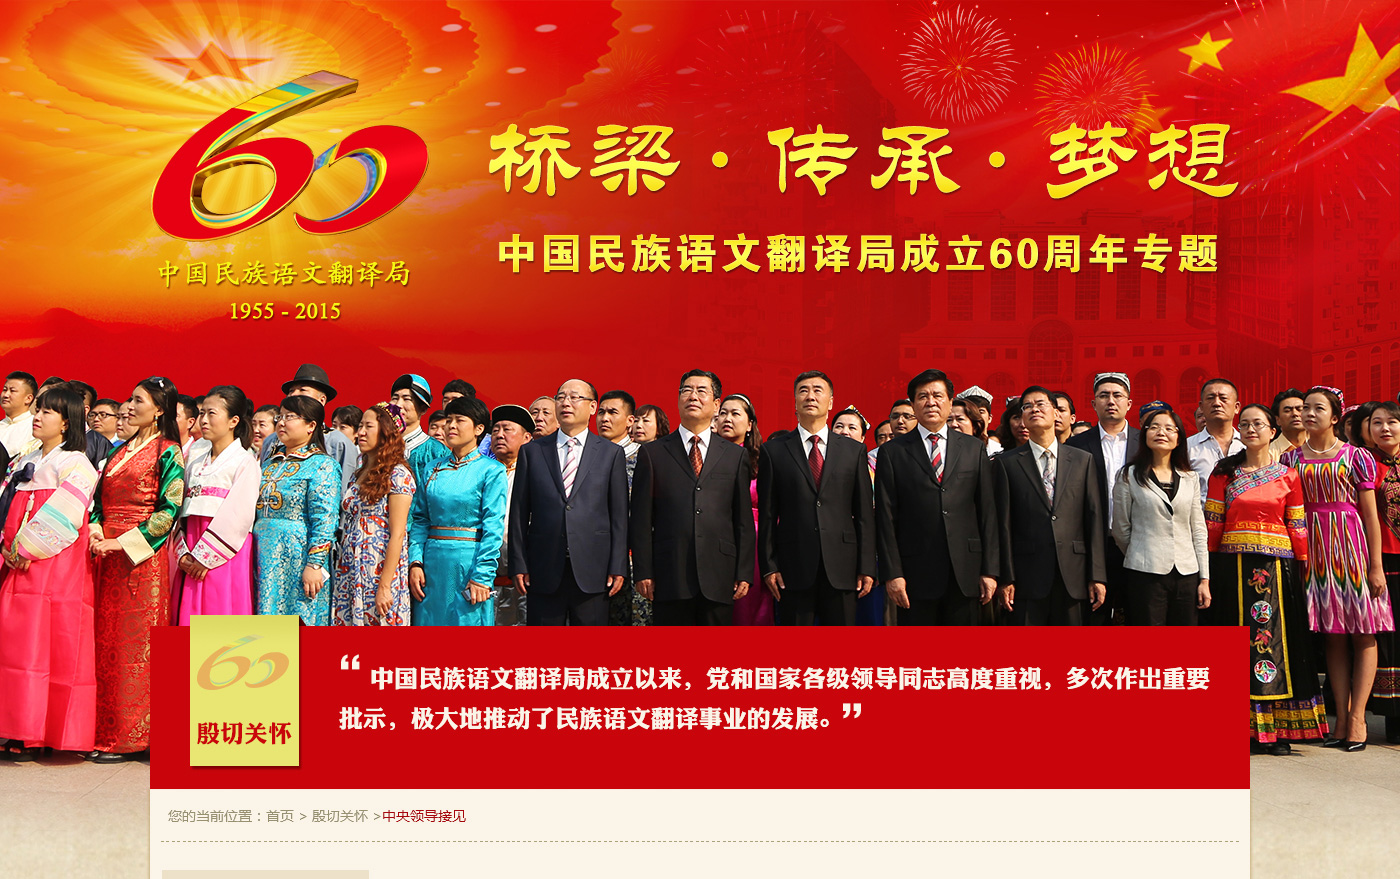 60
桥梁·传承·梦想
中国民族语文翻译局成立60周年专题
中国民族语文翻译局
1955 - 2015
60
殷切关怀
“ 中国民族语文翻译局成立以来，党和国家各级领导同志高度重视，多次作出重要
批示，极大地推动了民族语文翻译事业的发展。”
您的当前位置：首页 > 殷切关怀 >中央领导接见